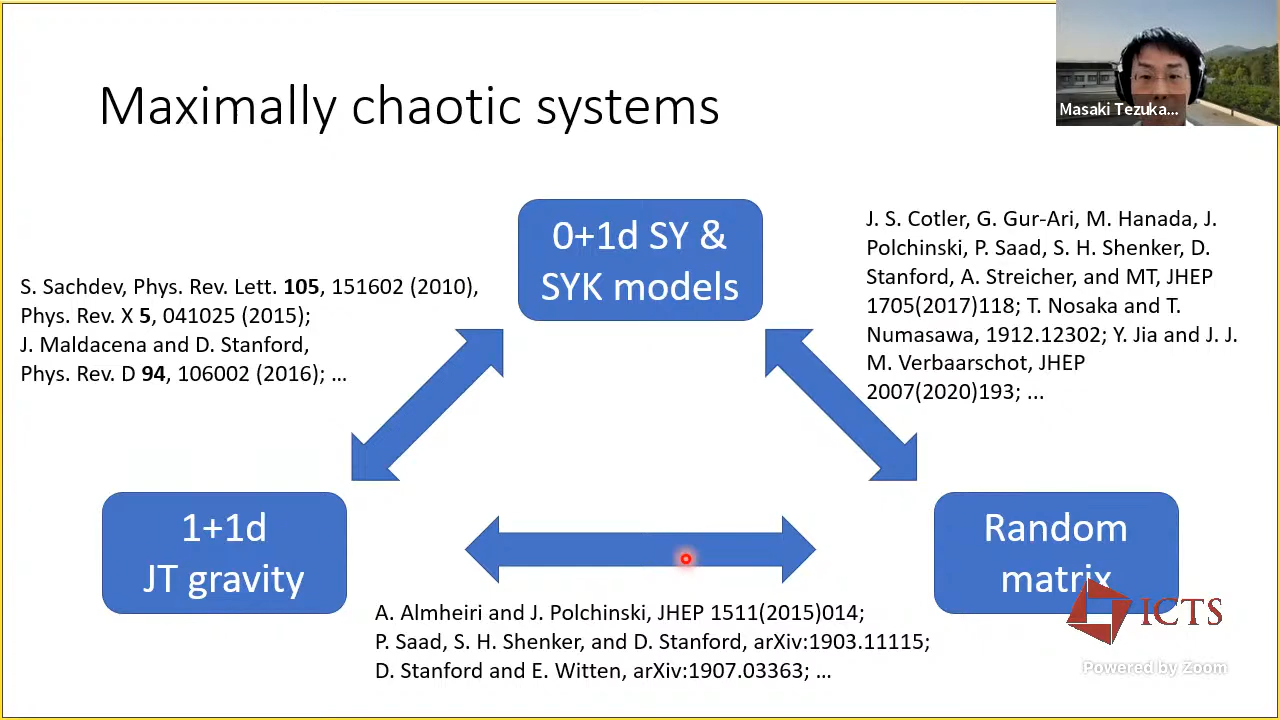 Maximally chaotic systems
Masaki Tezuka...
0+1d SY &
SYK models
J. S. Cotler, G. Gur-Ari, M. Hanada, J.
Polchinski, P. Saad, S. H. Shenker, D.
Stanford, A. Streicher, and MT, JHEP
1705(2017)118; T. Nosaka and T.
Numasawa, 1912.12302; Y. Jia and J. J.
M. Verbaarschot, JHEP
2007(2020)193; ...
S. Sachdev, Phys. Rev. Lett. 105, 151602 (2010),
Phys. Rev. X 5, 041025 (2015);
J. Maldacena and D. Stanford,
Phys. Rev. D 94, 106002 (2016); ...
1+1d
JT gravity
Random
matrix
A. Almheiri and J. Polchinski, JHEP 1511(2015)014;
P. Saad, S. H. Shenker, and D. Stanford, arXiv:1903.11115;
D. Stanford and E. Witten, arXiv:1907.03363; ...
ICTS
Powered by Zoom